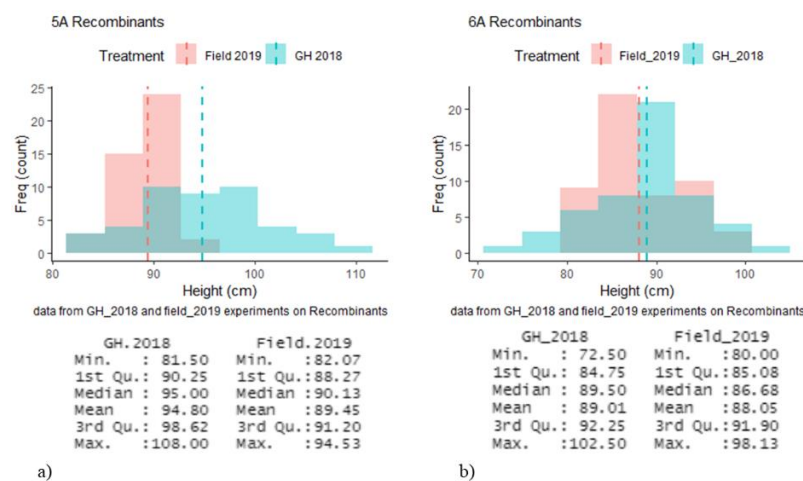 5A Recombinants
Treatment Field 2019 GH 2018
25
20
15
10
5
0
Freq (count)
80 90 100 110
Height (cm)
data from GH_2018 and field_2019 experiments on Recombinants
GH.2018 Field.2019
Min. : 81.50 Min. :82.07
1st Qu.: 90.25 1st Qu.:88.27
Median : 95.00 Median :90.13
Mean : 94.80 Mean :89.45
3rd Qu.: 98.62 3rd Qu.:91.20
Max. :108.00 Max. :94.53
a)
6A Recombinants
Treatment Field_2019 GH_2018
20
15
10
5
0
Freq (count)
70 80 90 100
Height (cm)
data from GH_2018 and field_2019 experiments on Recombinants
GH_2018 Field_2019
Min. : 72.50 Min. :80.00
1st Qu.: 84.75 1st Qu.:85.08
Median : 89.50 Median :86.68
Mean : 89.01 Mean :88.05
3rd Qu.: 92.25 3rd Qu.:91.90
Max. :102.50 Max. :98.13
b)